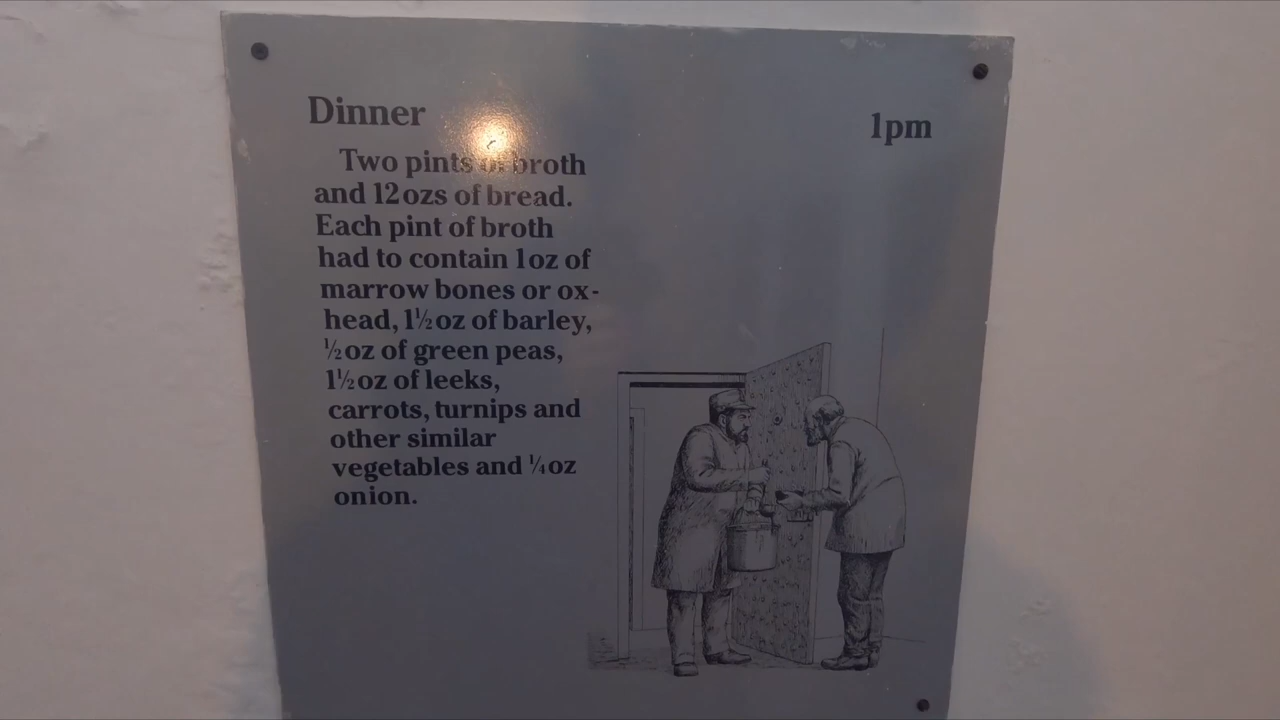 Dinner 1pm
Two pints of broth
and 12ozs of bread.
Each pint of broth
had to contain 1oz of
marrow bones or ox-
head, 1½oz of barley,
½oz of green peas,
1½oz of leeks,
carrots, turnips and
other similar
vegetables and ¼oz
onion.